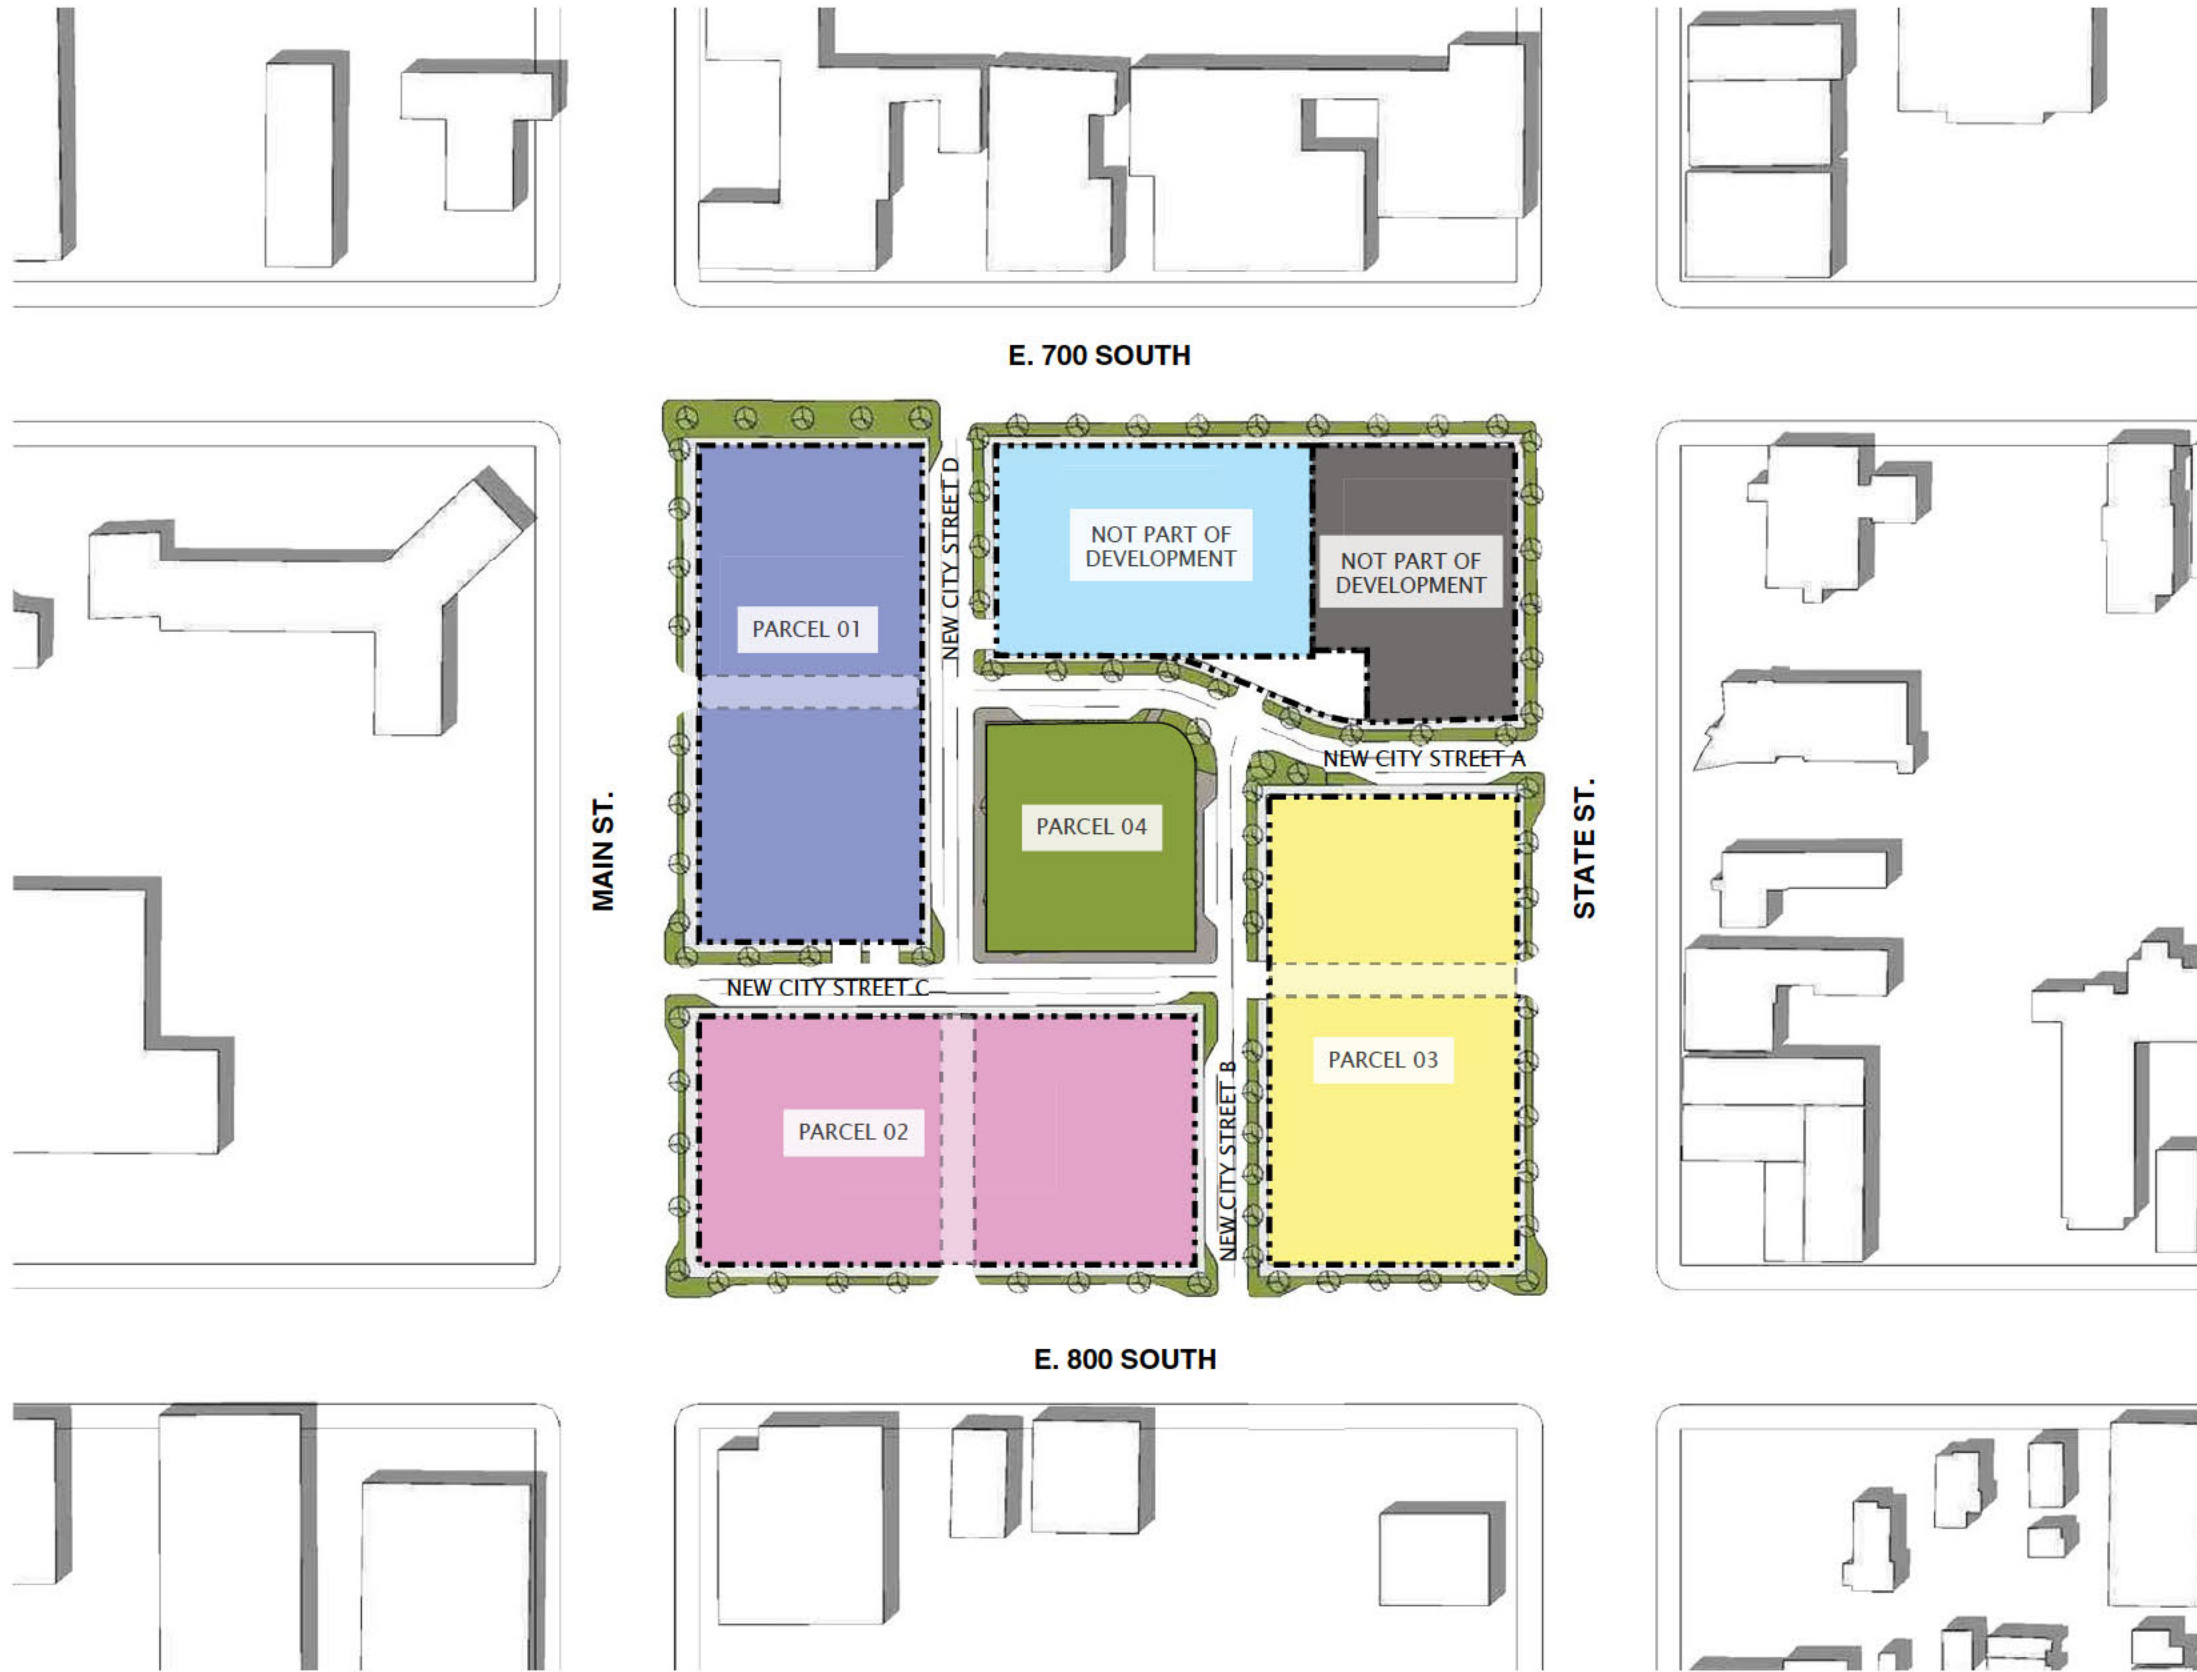 E. 700 SOUTH
NEW CITY STREET D
NOT PART OF
DEVELOPMENT
NOT PART OF
DEVELOPMENT
PARCEL 01
NEW CITY STREET A
MAIN ST.
PARCEL 04
STATE ST.
NEW CITY STREET C
PARCEL 03
NEW CITY STREET B
PARCEL 02
E. 800 SOUTH